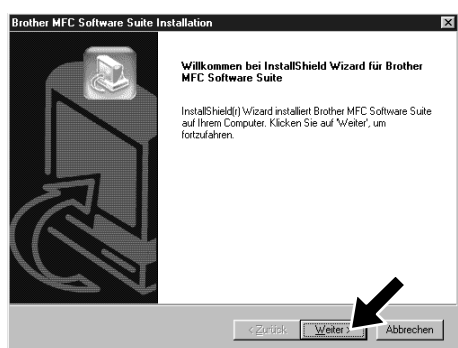 Brother MFC Software Suite Installation
Willkommen bei InstallShield Wizard für Brother
MFC Software Suite
InstallShield(r) Wizard installiert Brother MFC Software Suite
auf Ihrem Computer. Klicken Sie auf 'Weiter', um
fortzufahren.
< Zurück Weiter > Abbrechen